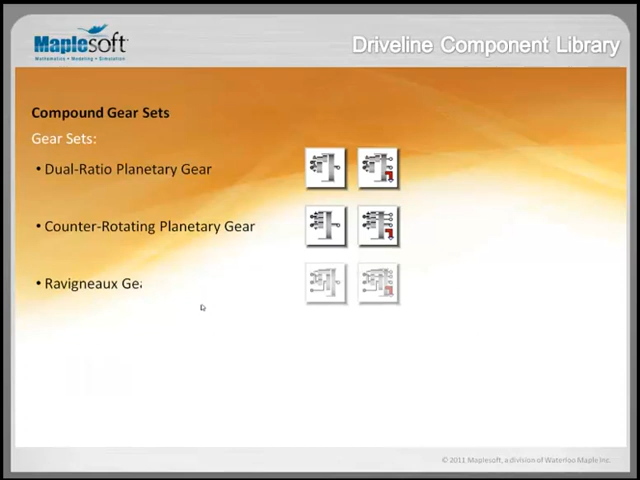 Maplesoft
Mathematics • Modeling • Simulation
Driveline Component Library
Compound Gear Sets
Gear Sets:
• Dual-Ratio Planetary Gear
• Counter-Rotating Planetary Gear
• Ravigneaux Gea
© 2011 Maplesoft, a division of Waterloo Maple Inc.